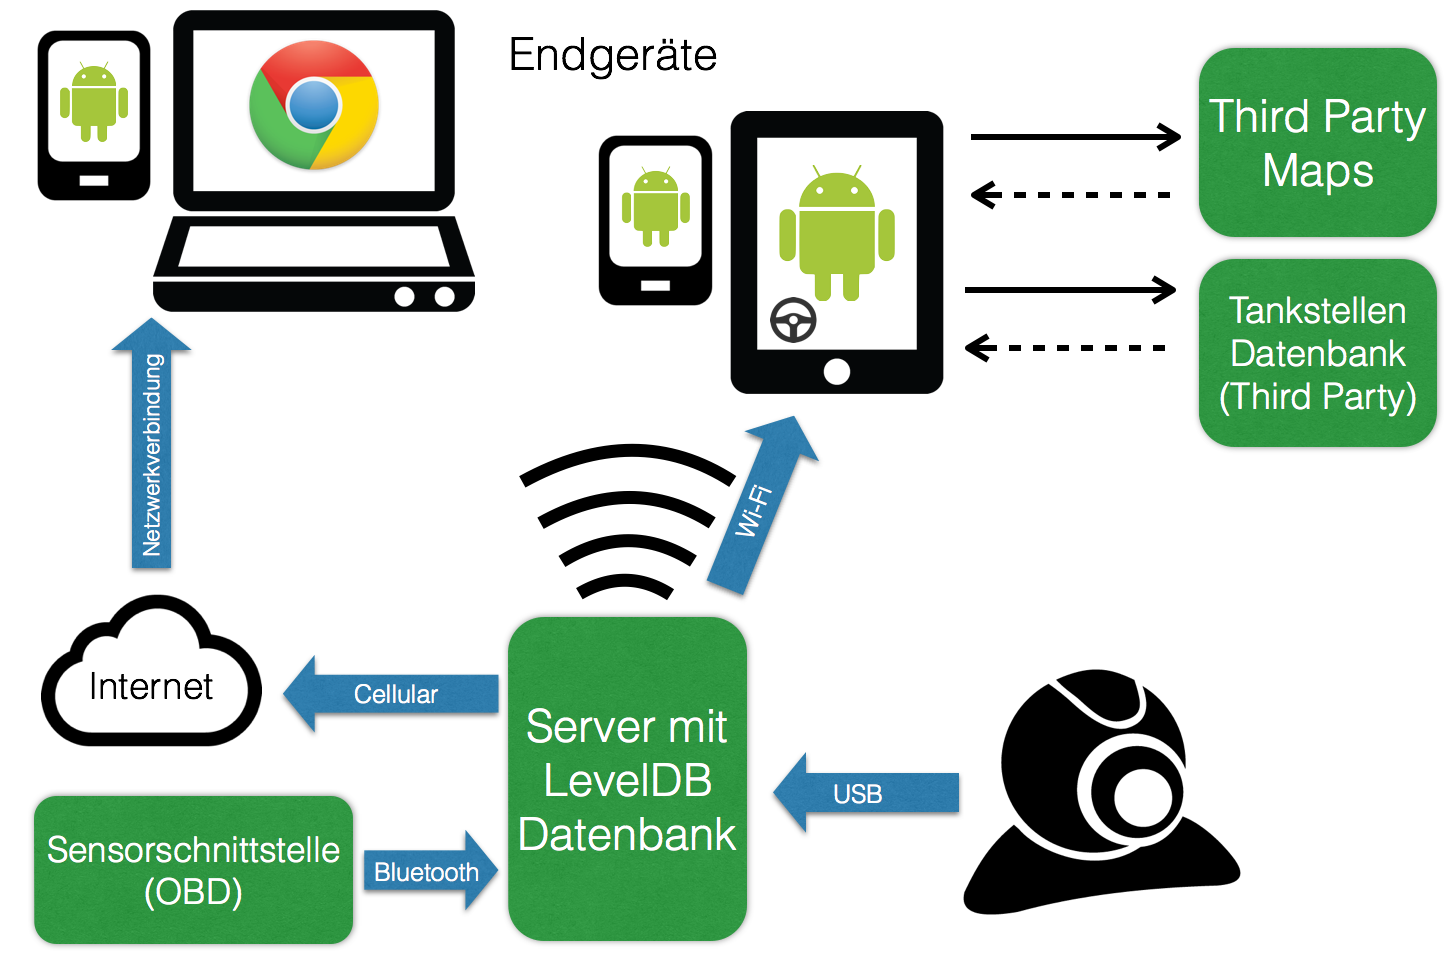 Endgeräte
Third Party
Maps
Tankstellen
Datenbank
(Third Party)
Netzwerkverbindung
Wi-Fi
Internet
Cellular
Server mit
LevelDB
Datenbank
USB
Sensorschnittstelle
(OBD)
Bluetooth